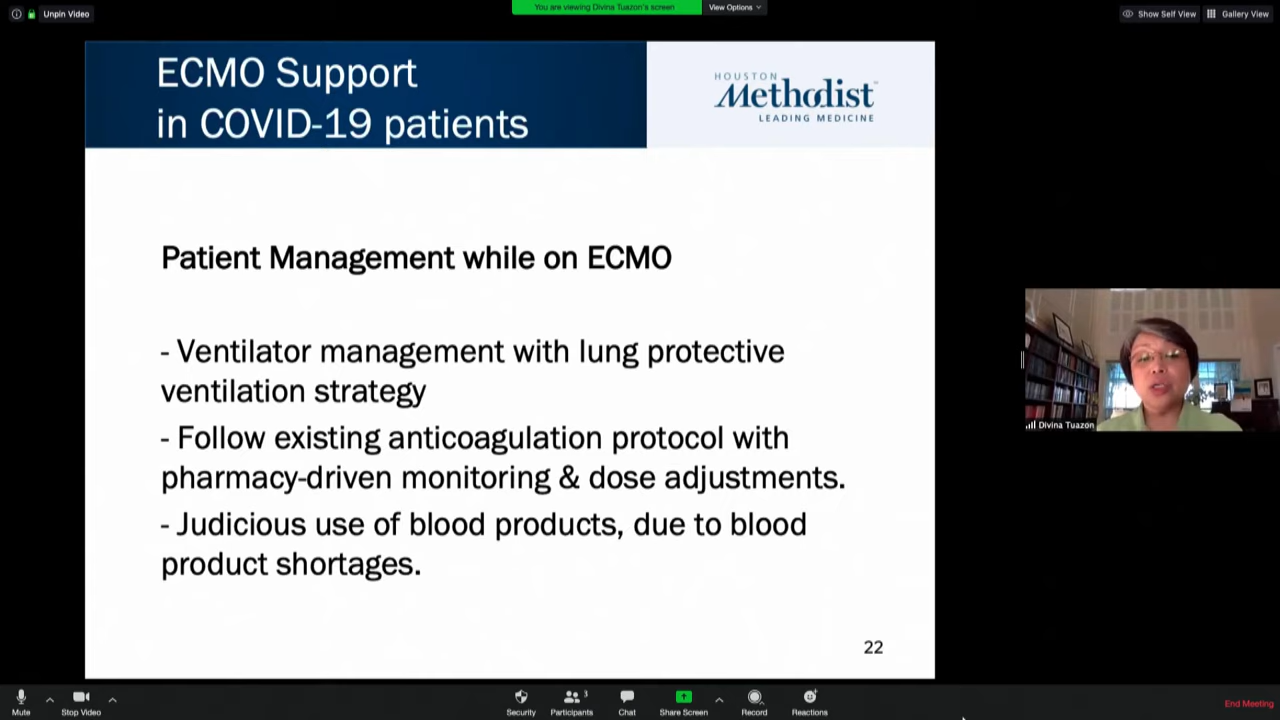 Unpin Video
You are viewing Divina Tuazon's screen
View Options
Show Self View
Gallery View
ECMO Support
in COVID-19 patients
HOUSTON
Methodist
LEADING MEDICINE
Patient Management while on ECMO
- Ventilator management with lung protective
ventilation strategy
- Follow existing anticoagulation protocol with
pharmacy-driven monitoring & dose adjustments.
- Judicious use of blood products, due to blood
product shortages.
22
Divina Tuazon
Mute
Stop Video
Security
Participants
3
Chat
Share Screen
Record
Reactions
End Meeting